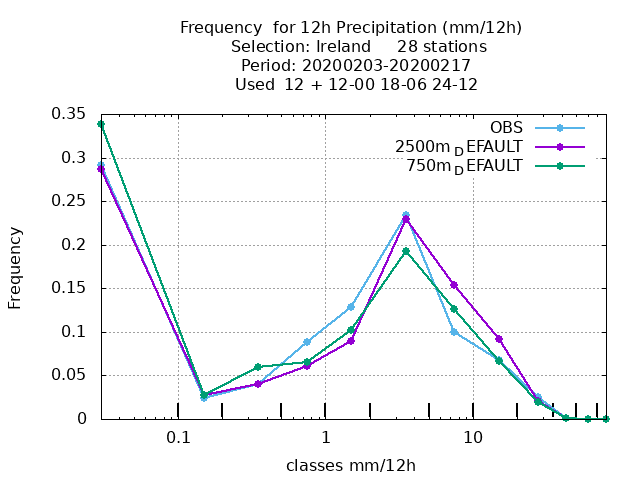 Frequency  for 12h Precipitation (mm/12h)
Selection: Ireland     28 stations
Period: 20200203-20200217
Used  12 + 12-00 18-06 24-12
OBS
2500m_DEFAULT
750m_DEFAULT
0.35
0.3
0.25
0.2
0.15
0.1
0.05
0
Frequency
0.1
1
10
classes mm/12h